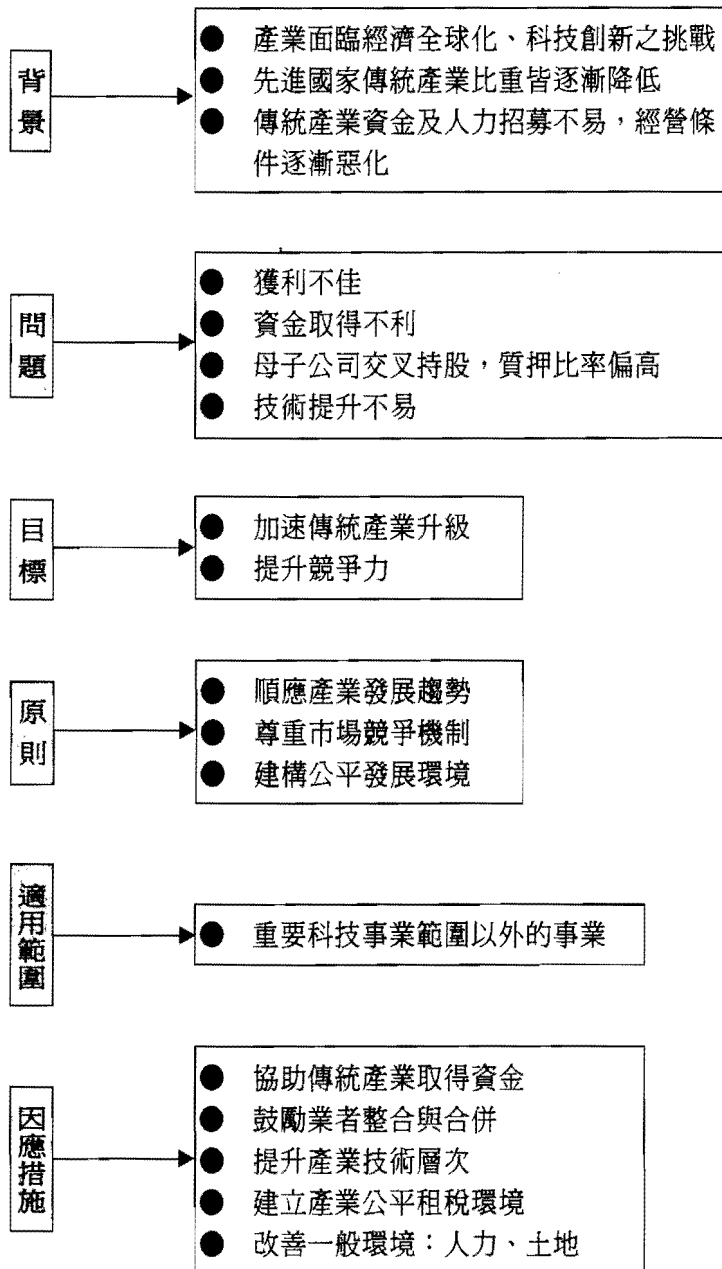 背景
● 產業面臨經濟全球化、科技創新之挑戰
● 先進國家傳統產業比重皆逐漸降低
● 傳統產業資金及人力招募不易，經營條
件逐漸惡化
問題
● 獲利不佳
● 資金取得不利
● 母子公司交叉持股，質押比率偏高
● 技術提升不易
目標
● 加速傳統產業升級
● 提升競爭力
原則
● 順應產業發展趨勢
● 尊重市場競爭機制
● 建構公平發展環境
適用範圍
● 重要科技事業範圍以外的事業
因應措施
● 協助傳統產業取得資金
● 鼓勵業者整合與合併
● 提升產業技術層次
● 建立產業公平租稅環境
● 改善一般環境：人力、土地